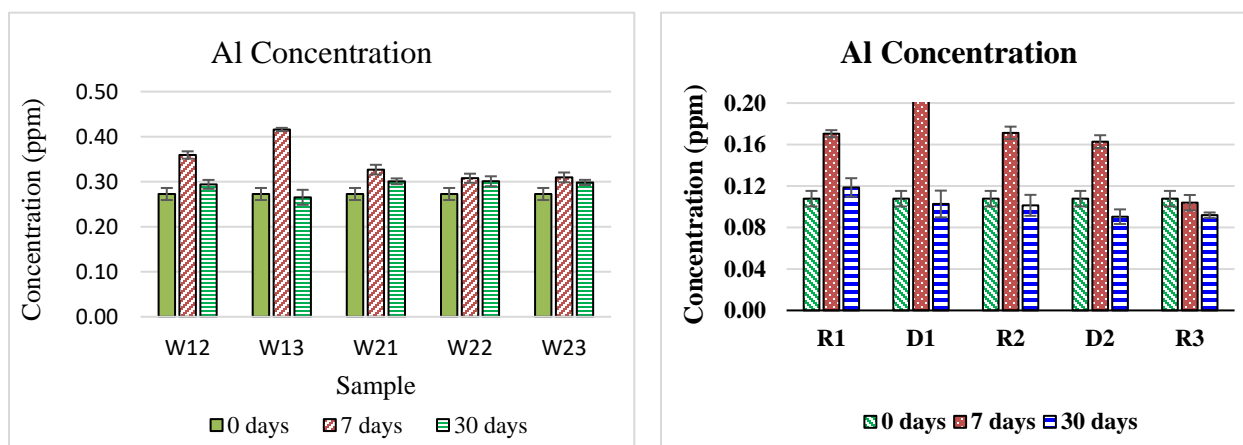 Al Concentration
Concentration (ppm)
0.50
0.40
0.30
0.20
0.10
0.00
W12 W13 W21 W22 W23
Sample
0 days 7 days 30 days
Al Concentration
Concentration (ppm)
0.20
0.16
0.12
0.08
0.04
0.00
R1 D1 R2 D2 R3
0 days 7 days 30 days